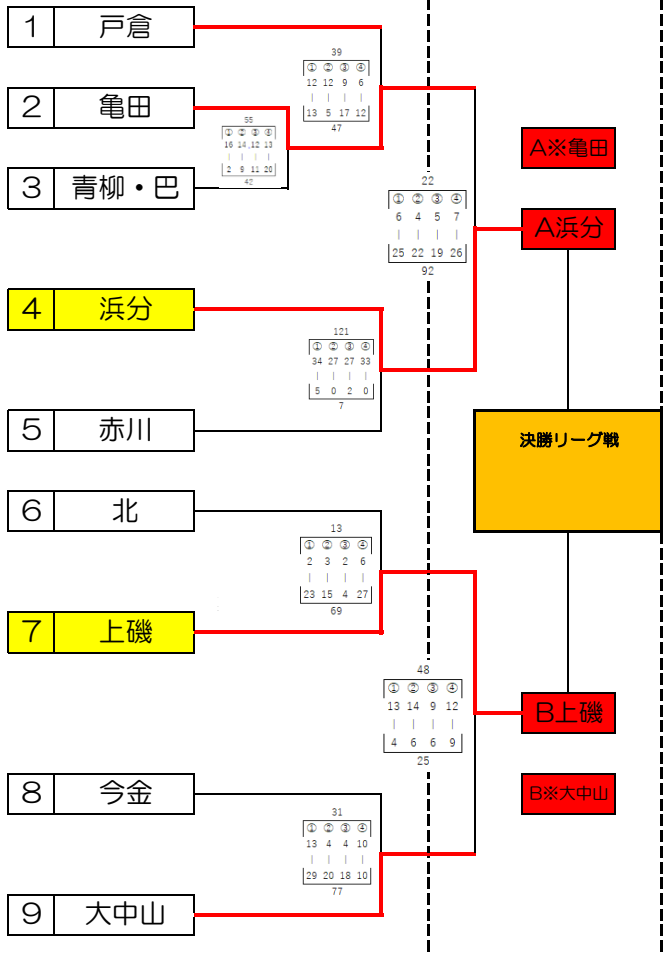 1 戸倉
39
① ② ③ ④
12 12 9 6
| | | |
13 5 17 12
47
2 亀田
55
① ② ③ ④
16 14 12 13
| | | |
2 9 11 20
42
3 青柳・巴
A※亀田
22
① ② ③ ④
6 4 5 7
| | | |
25 22 19 26
92
A浜分
4 浜分
121
① ② ③ ④
34 27 27 33
| | | |
5 0 2 0
7
5 赤川
決勝リーグ戦
6 北
13
① ② ③ ④
2 3 2 6
| | | |
23 15 4 27
69
7 上磯
48
① ② ③ ④
13 14 9 12
| | | |
4 6 6 9
25
B上磯
8 今金
B※大中山
31
① ② ③ ④
13 4 4 10
| | | |
29 20 18 10
77
9 大中山